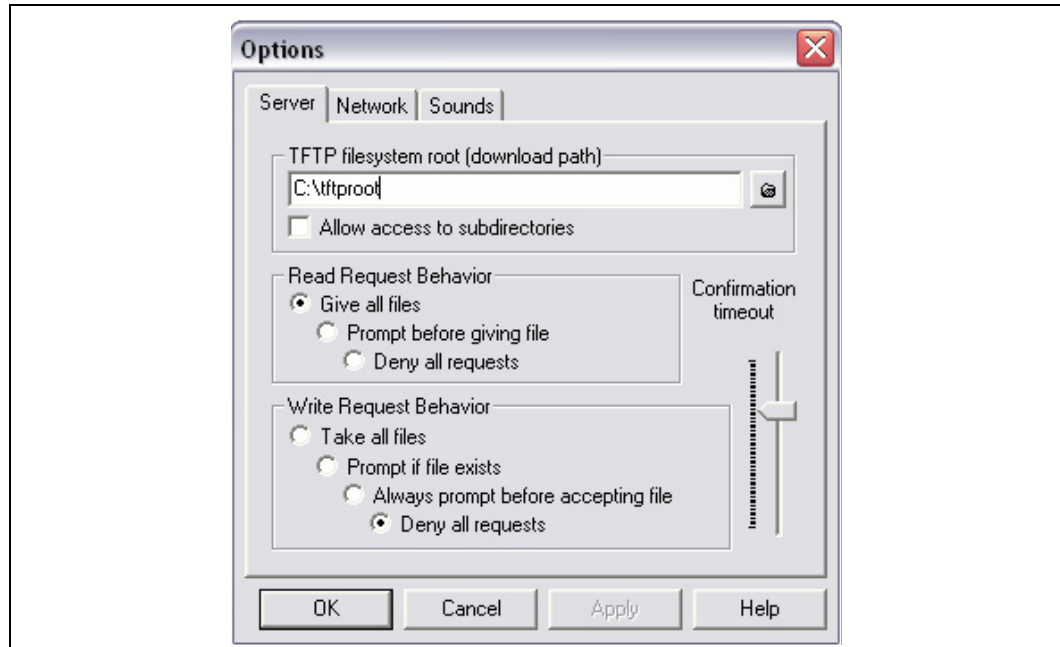 Options
Server Network Sounds
TFTP filesystem root (download path)
C:\tftproot
Allow access to subdirectories
Read Request Behavior
Give all files
Prompt before giving file
Deny all requests
Confirmation
timeout
Write Request Behavior
Take all files
Prompt if file exists
Always prompt before accepting file
Deny all requests
OK Cancel Apply Help